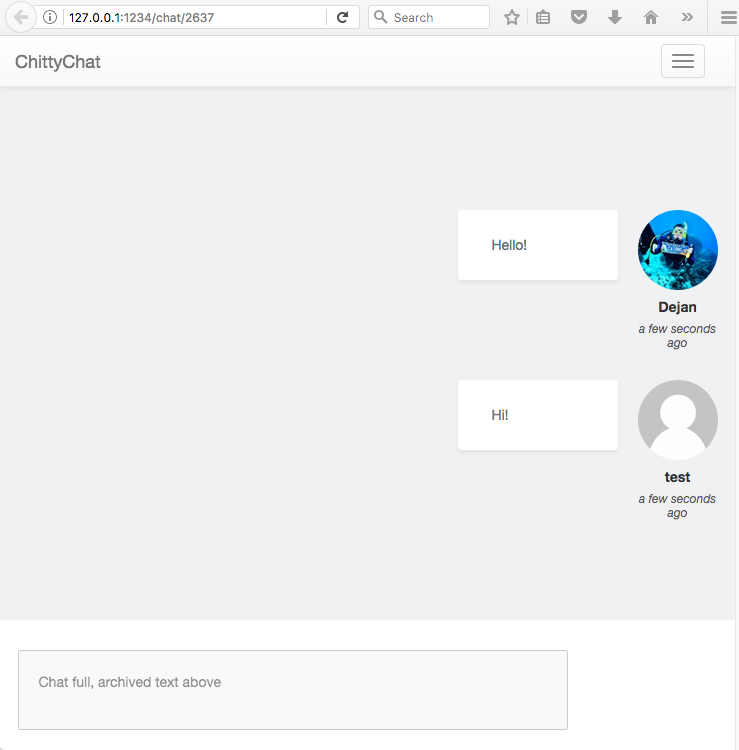 127.0.0.1:1234/chat/2637
Search
ChittyChat
Hello!
Dejan
a few seconds
ago
Hi!
test
a few seconds
ago
Chat full, archived text above